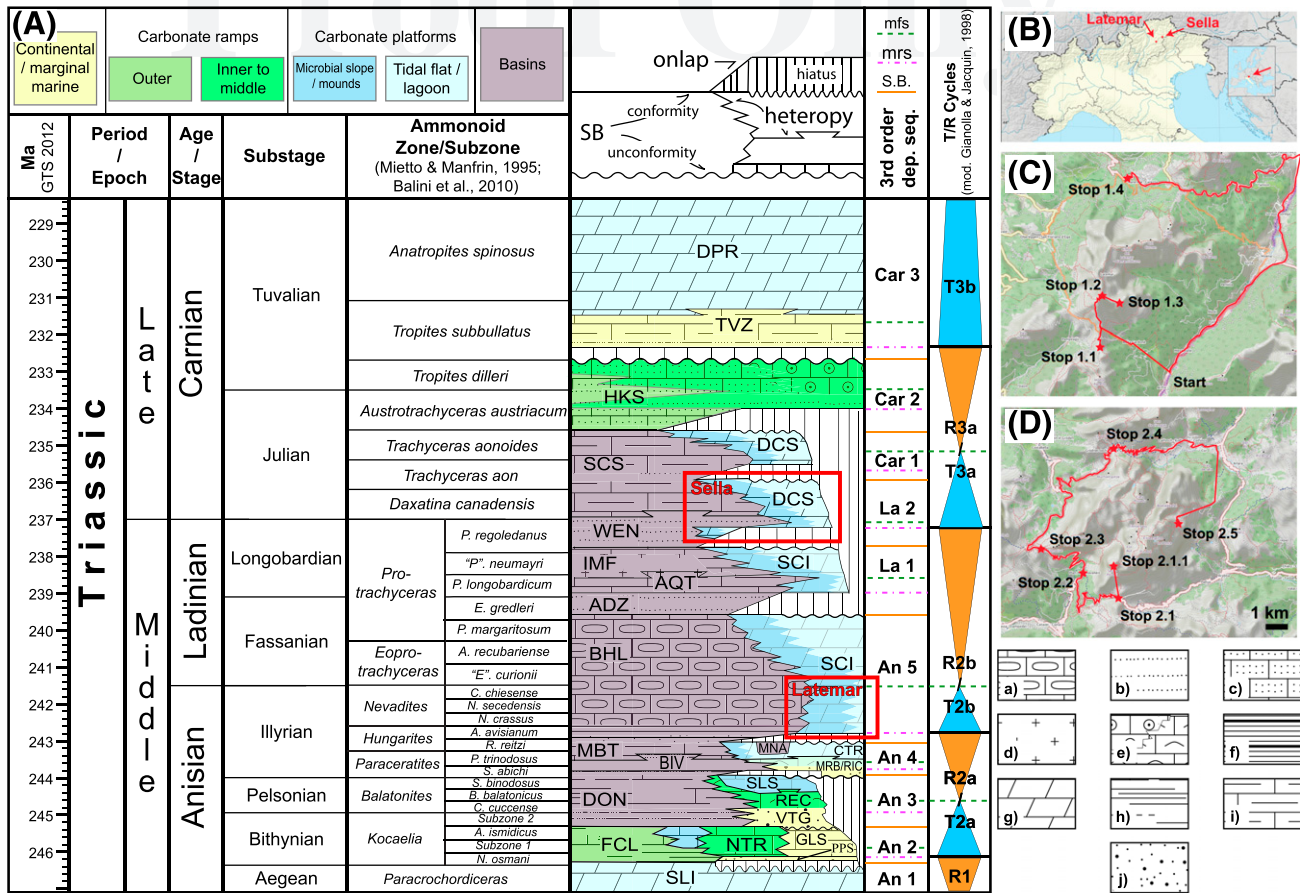 (A)
Continental
/ marginal
marine
Carbonate ramps
Outer
Inner to
middle
Carbonate platforms
Microbial slope
/ mounds
Tidal flat /
lagoon
Basins
onlap
hiatus
conformity
SB
heteropy
unconformity
mfs
mrs
S.B.
3rd order
dep. seq.
T/R Cycles
(mod. Gianolla & Jacquin, 1998)
Ma
GTS 2012
Period
/
Epoch
Age
/
Stage
Substage
Ammonoid
Zone/Subzone
(Mietto & Manfrin, 1995;
Balini et al., 2010)
229
230
231
232
233
234
235
236
237
238
239
240
241
242
243
244
245
246
Triassic
Late
Middle
Carnian
Ladinian
Anisian
Tuvalian
Julian
Longobardian
Fassanian
Illyrian
Pelsonian
Bithynian
Aegean
Anatropites spinosus
Tropites subbullatus
Tropites dilleri
Austrotrachyceras austriacum
Trachyceras aonoides
Trachyceras aon
Daxatina canadensis
Pro-
trachyceras
P. regoledanus
"P". neumayri
P. longobardicum
E. gredleri
P. margaritosum
Eopro-
trachyceras
A. recubariense
"E". curionii
Nevadites
C. chiesense
N. secedensis
N. crassus
Hungarites
A. avisianum
R. reitzi
Paraceratites
P. trinodosus
S. abichi
Balatonites
S. binodosus
B. balatonicus
C. cuccense
Kocaelia
Subzone 2
A. ismidicus
Subzone 1
N. osmani
Paracrochordiceras
DPR
TVZ
HKS
DCS
SCS
Sella
DCS
WEN
IMF
SCI
AQT
ADZ
BHL
SCI
Latemar
MBT
MNA
CTR
BIV
MRB/RIC
SLS
DON
REC
VTG
FCL
NTR
GLS
PPS
SLI
Car 3
Car 2
Car 1
La 2
La 1
An 5
An 4
An 3
An 2
An 1
T3b
R3a
T3a
R2b
T2b
R2a
T2a
R1
(B)
Latemar
Sella
(C)
Stop 1.4
Stop 1.2
Stop 1.3
Stop 1.1
Start
(D)
Stop 2.4
Stop 2.5
Stop 2.3
Stop 2.1.1
Stop 2.2
Stop 2.1
1 km
a)
b)
c)
d)
e)
f)
g)
h)
i)
j)